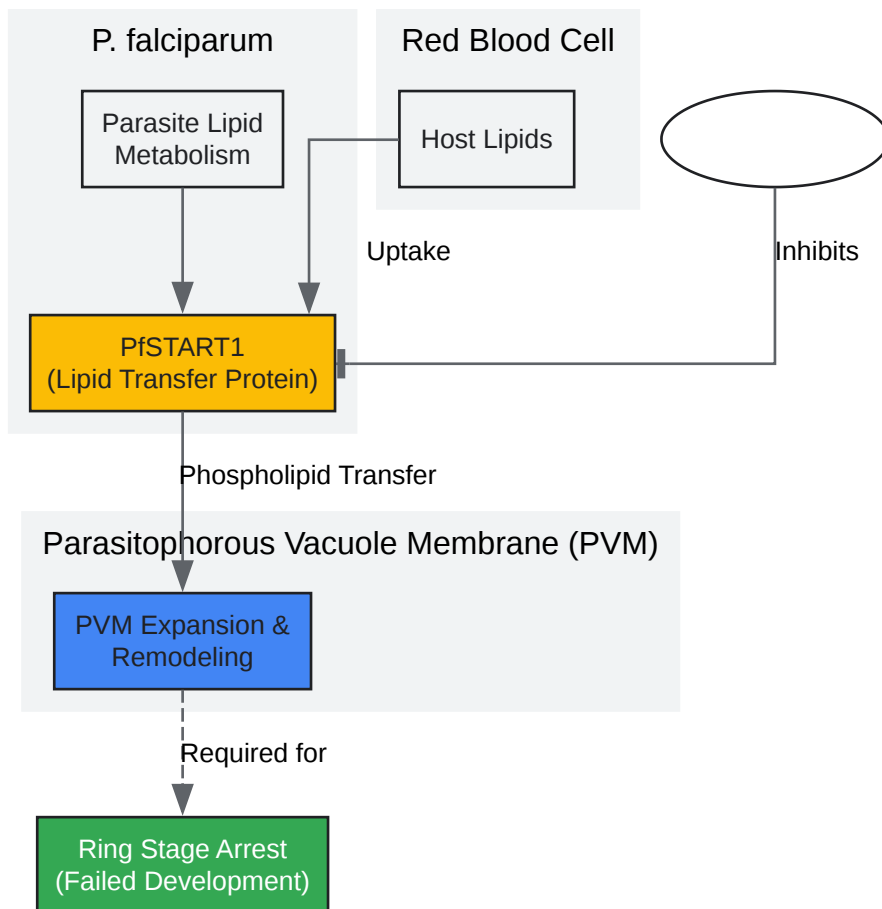 P. falciparum
Red Blood Cell
Parasite Lipid
Metabolism
Host Lipids
Uptake
Inhibits
PfSTART1
(Lipid Transfer Protein)
Phospholipid Transfer
Parasitophorous Vacuole Membrane (PVM)
PVM Expansion &
Remodeling
Required for
Ring Stage Arrest
(Failed Development)